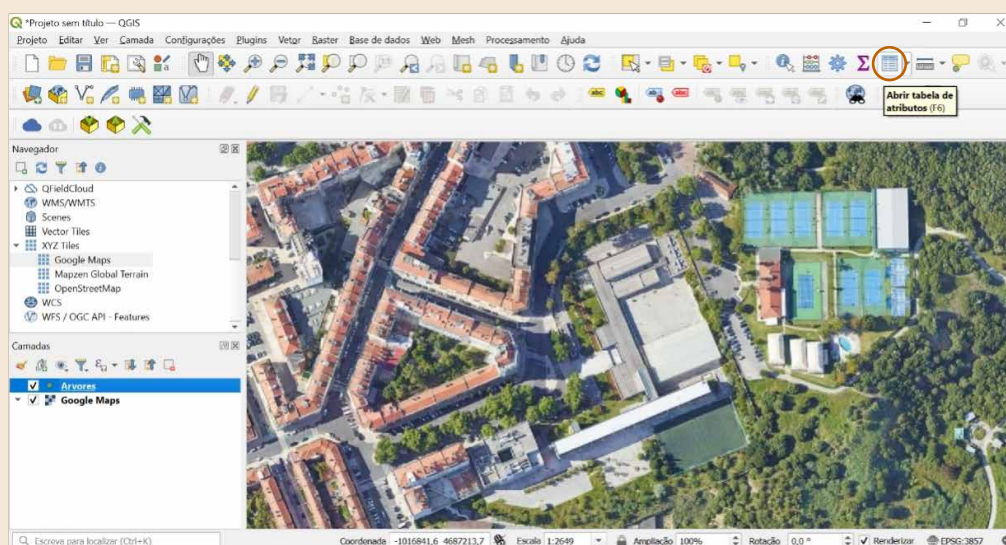 *Projeto sem título — QGIS
Projeto Editar Ver Camada Configurações Plugins Vetor Raster Base de dados Web Mesh Processamento Ajuda
abc
abc
abc
Abrir tabela de
atributos (F6)
Navegador
QFieldCloud
WMS/WMTS
Scenes
Vector Tiles
XYZ Tiles
Google Maps
Mapzen Global Terrain
OpenStreetMap
WCS
WFS / OGC API - Features
Camadas
Arvores
Google Maps
Escreva para localizar (Ctrl+K)
Coordenada -1016841,6 4687213,7 Escala 1:2649 Ampliação 100% Rotação 0,0 ° Renderizar EPSG:3857